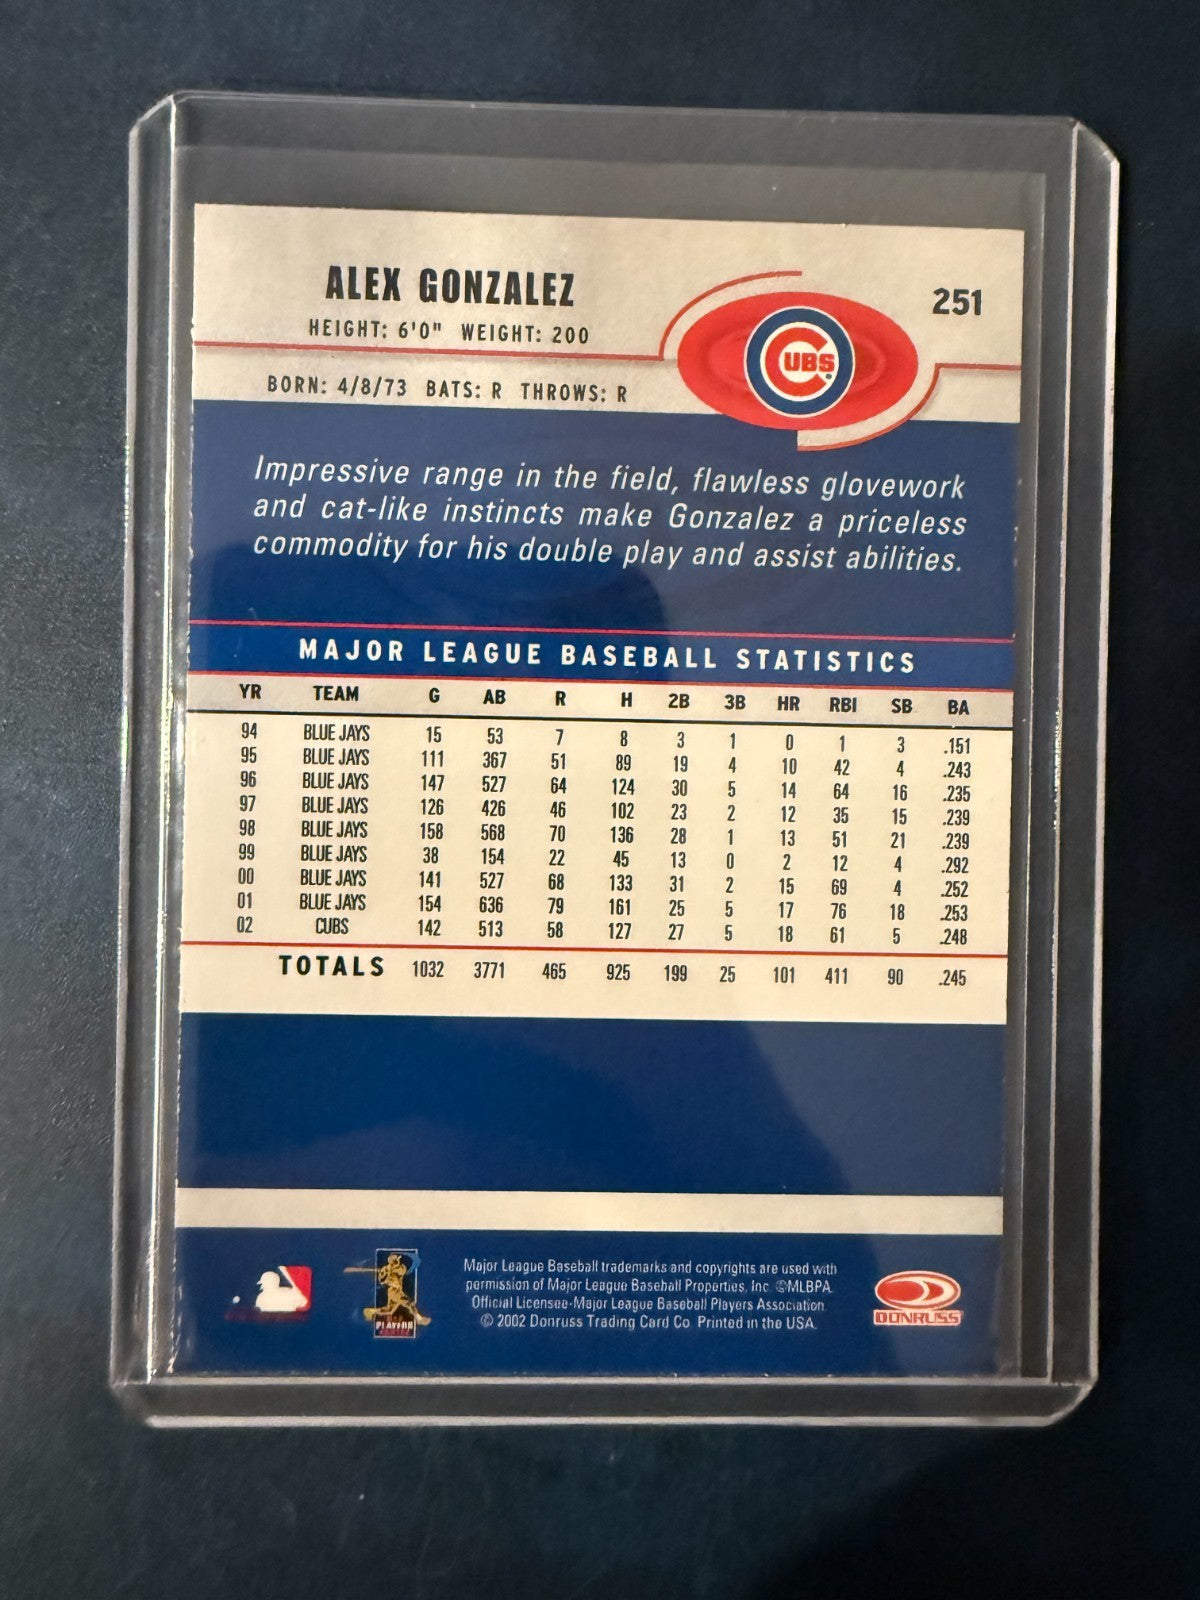 ALEX GONZALEZ
251
HEIGHT: 6'0" WEIGHT: 200
CUBS
BORN: 4/8/73 BATS: R THROWS: R
Impressive range in the field, flawless glovework
and cat-like instincts make Gonzalez a priceless
commodity for his double play and assist abilities.
MAJOR LEAGUE BASEBALL STATISTICS
YR TEAM G AB R H 2B 3B HR RBI SB BA
94 BLUE JAYS 15 53 7 8 3 1 0 1 3 .151
95 BLUE JAYS 111 367 51 89 19 4 10 42 4 .243
96 BLUE JAYS 147 527 64 124 30 5 14 64 16 .235
97 BLUE JAYS 126 426 46 102 23 2 12 35 15 .239
98 BLUE JAYS 158 568 70 136 28 1 13 51 21 .239
99 BLUE JAYS 38 154 22 45 13 0 2 12 4 .292
00 BLUE JAYS 141 527 68 133 31 2 15 69 4 .252
01 BLUE JAYS 154 636 79 161 25 5 17 76 18 .253
02 CUBS 142 513 58 127 27 5 18 61 5 .248
TOTALS 1032 3771 465 925 199 25 101 411 90 .245
Major League Baseball trademarks and copyrights are used with
permission of Major League Baseball Properties, Inc. ©MLBPA
Official Licensee-Major League Baseball Players Association
© 2002 Donruss Trading Card Co. Printed in the USA.
PLAYERS
DONRUSS